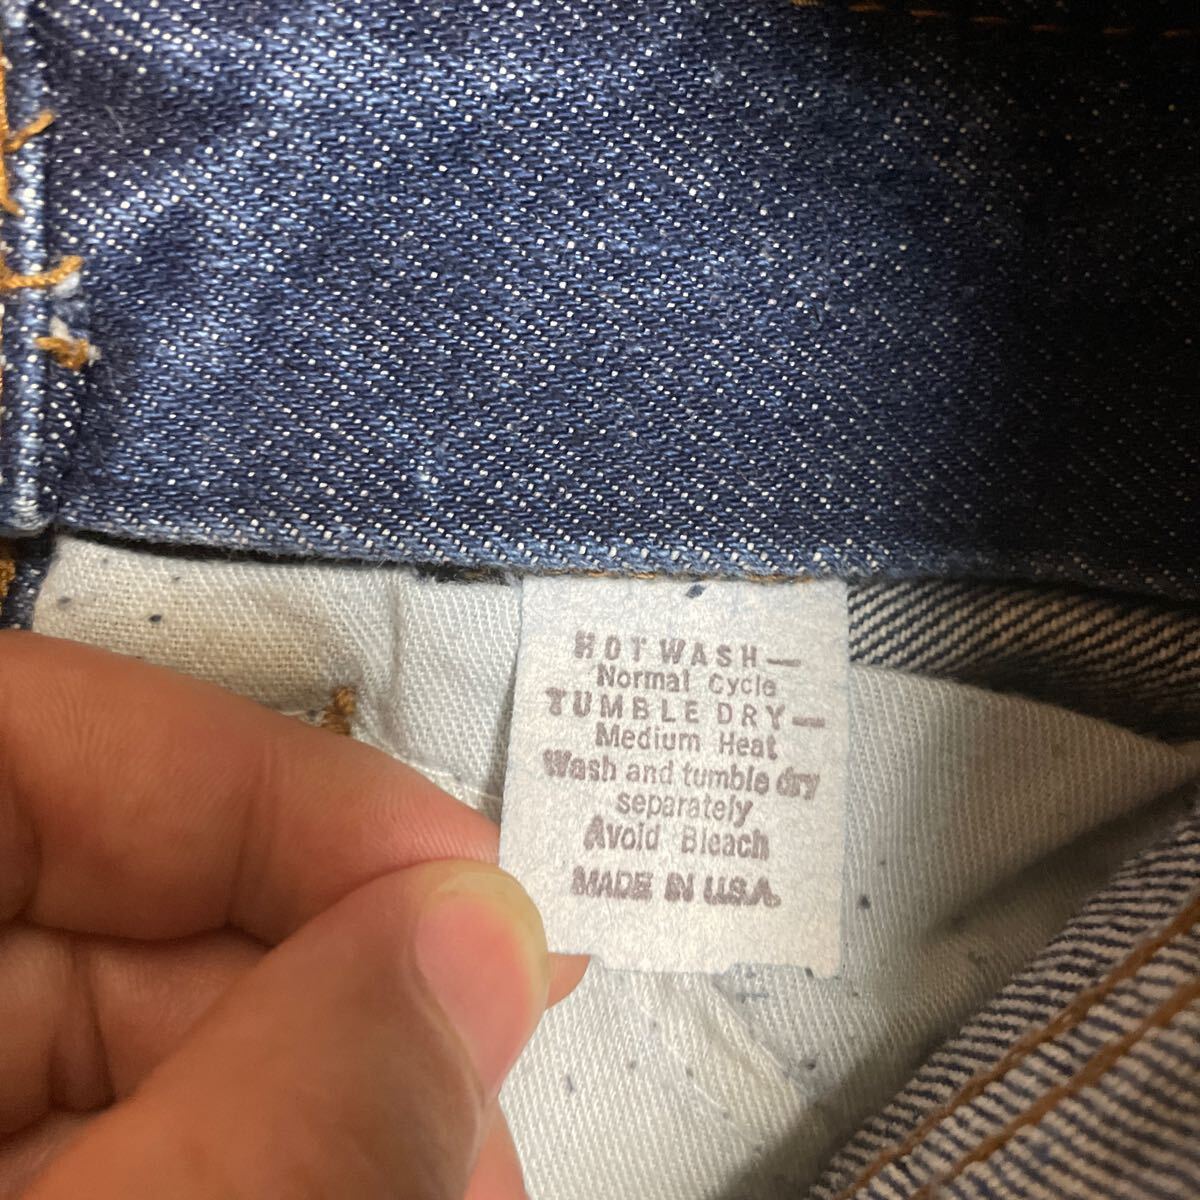 HOT WASH—
Normal Cycle
TUMBLE DRY—
Medium Heat
Wash and tumble dry
separately
Avoid Bleach
MADE IN U.S.A.